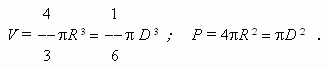 V = 4/3 πR³ = 1/6 π D³ ; P = 4πR² = πD² .